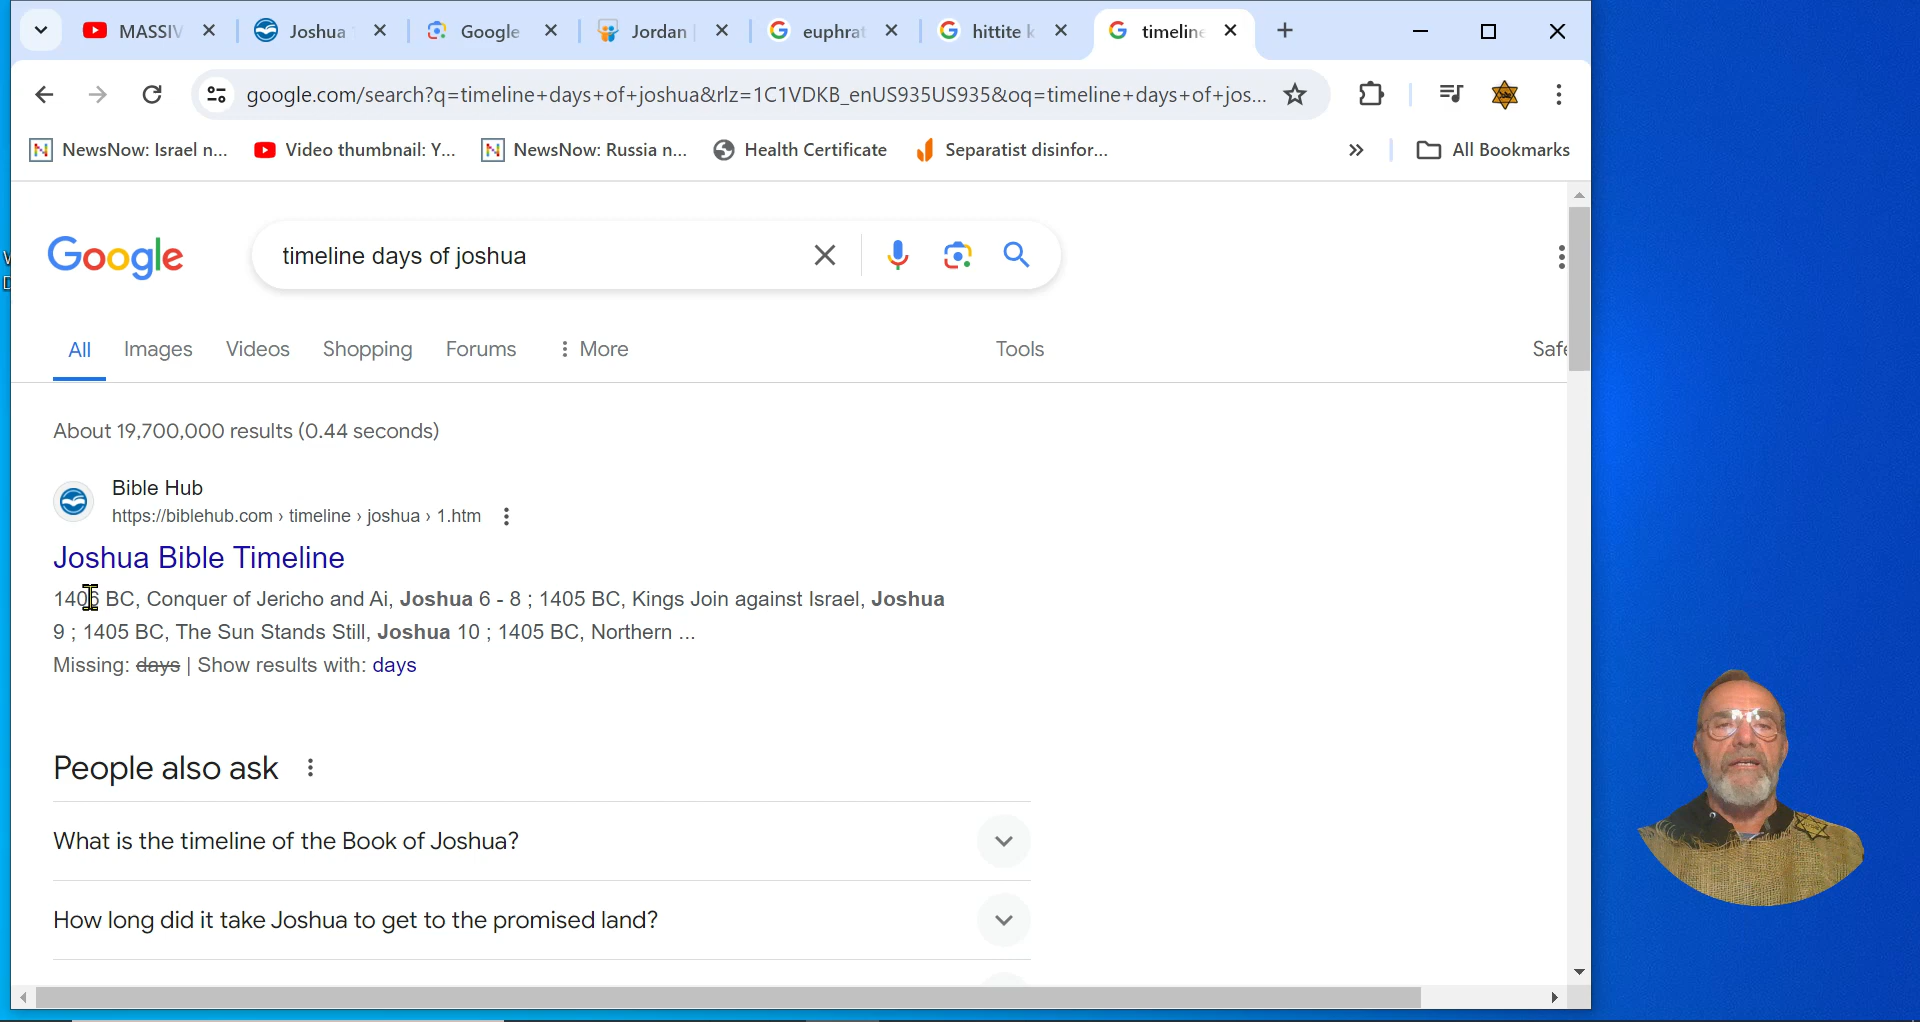 MASSIV
Joshua
Google
Jordan
euphrat
hittite k
timeline
google.com/search?q=timeline+days+of+joshua&rlz=1C1VDKB_enUS935US935&oq=timeline+days+of+jos...
NewsNow: Israel n...
Video thumbnail: Y...
NewsNow: Russia n...
Health Certificate
Separatist disinfor...
»
All Bookmarks
Google
timeline days of joshua
All
Images
Videos
Shopping
Forums
More
Tools
Safe
About 19,700,000 results (0.44 seconds)
Bible Hub
https://biblehub.com › timeline › joshua › 1.htm
Joshua Bible Timeline
1406 BC, Conquer of Jericho and Ai, Joshua 6 - 8 ; 1405 BC, Kings Join against Israel, Joshua
9 ; 1405 BC, The Sun Stands Still, Joshua 10 ; 1405 BC, Northern ...
Missing: days | Show results with: days
People also ask
What is the timeline of the Book of Joshua?
How long did it take Joshua to get to the promised land?